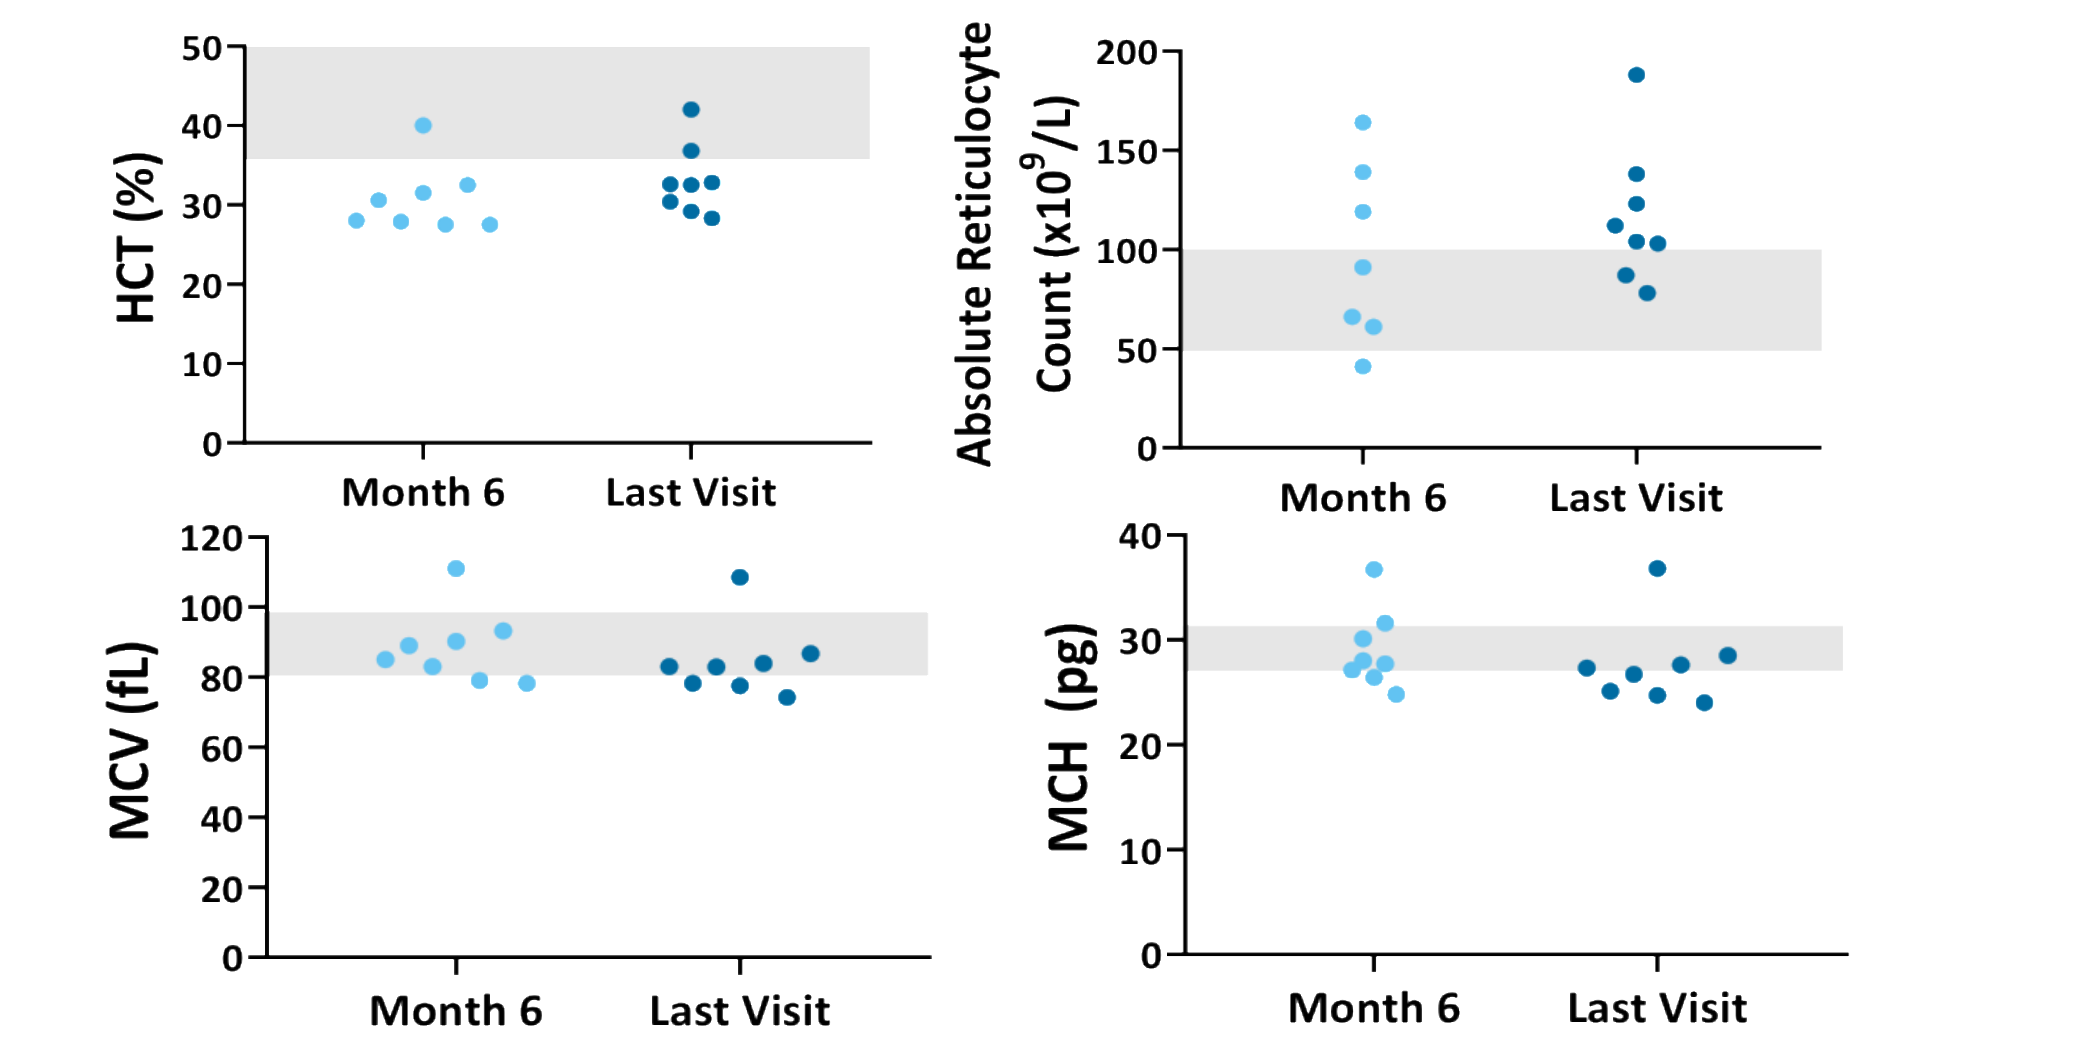 HCT (%)
50
40
30
20
10
0
Month 6
Last Visit
Absolute Reticulocyte
Count (x10⁹/L)
200
150
100
50
0
Month 6
Last Visit
MCV (fL)
120
100
80
60
40
20
0
Month 6
Last Visit
MCH (pg)
40
30
20
10
0
Month 6
Last Visit